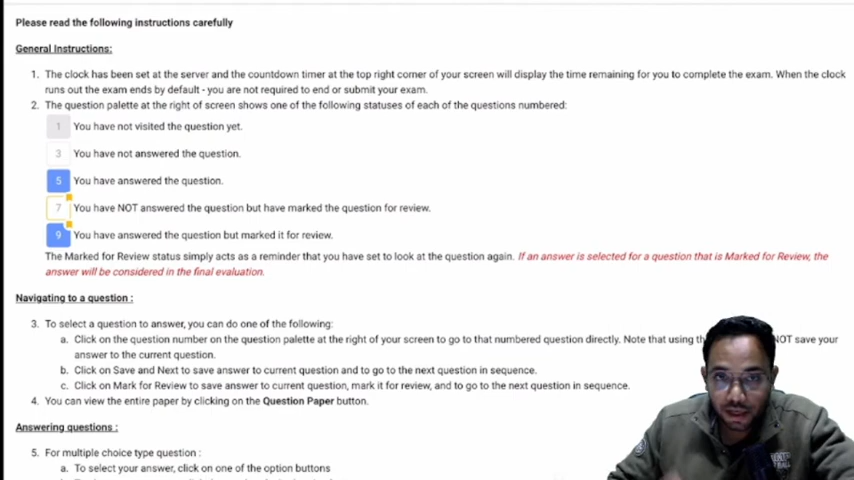 Please read the following instructions carefully
General Instructions:
1. The clock has been set at the server and the countdown timer at the top right corner of your screen will display the time remaining for you to complete the exam. When the clock
runs out the exam ends by default - you are not required to end or submit your exam.
2. The question palette at the right of screen shows one of the following statuses of each of the questions numbered:
1 You have not visited the question yet.
3 You have not answered the question.
5 You have answered the question.
7 You have NOT answered the question but have marked the question for review.
9 You have answered the question but marked it for review.
The Marked for Review status simply acts as a reminder that you have set to look at the question again. If an answer is selected for a question that is Marked for Review, the
answer will be considered in the final evaluation.
Navigating to a question :
3. To select a question to answer, you can do one of the following:
a. Click on the question number on the question palette at the right of your screen to go to that numbered question directly. Note that using NOT save your
answer to the current question.
b. Click on Save and Next to save answer to current question and to go to the next question in sequence.
c. Click on Mark for Review to save answer to current question, mark it for review, and to go to the next question in sequence.
4. You can view the entire paper by clicking on the Question Paper button.
Answering questions :
5. For multiple choice type question :
a. To select your answer, click on one of the option buttons